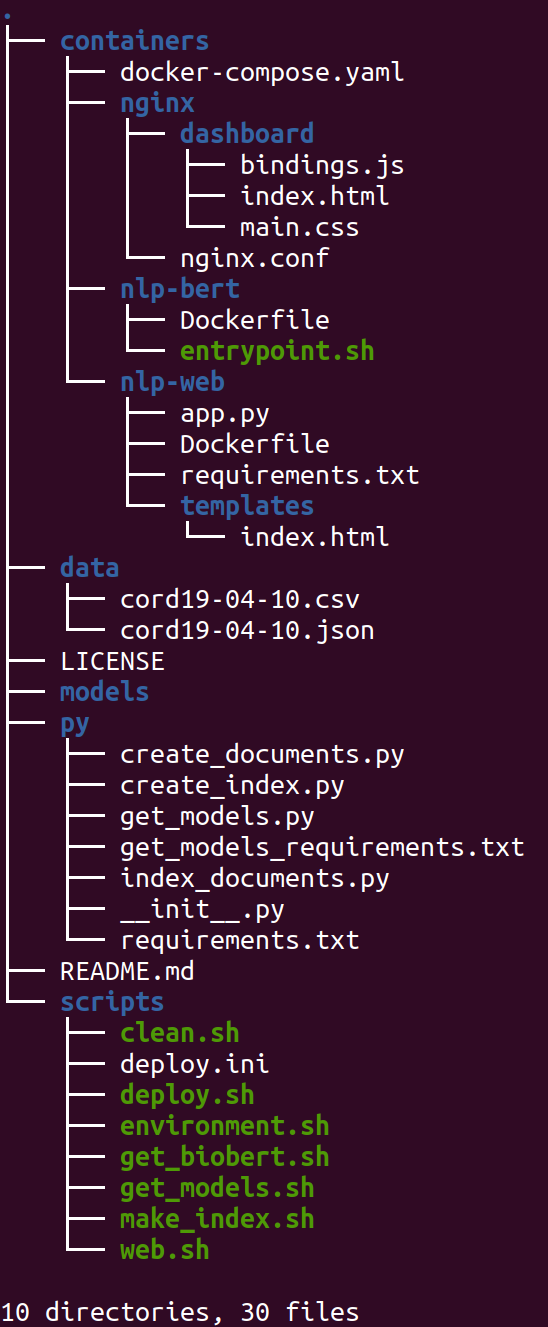 .
├── containers
│   ├── docker-compose.yaml
│   ├── nginx
│   │   ├── dashboard
│   │   │   ├── bindings.js
│   │   │   ├── index.html
│   │   │   └── main.css
│   │   └── nginx.conf
│   ├── nlp-bert
│   │   ├── Dockerfile
│   │   └── entrypoint.sh
│   └── nlp-web
│       ├── app.py
│       ├── Dockerfile
│       ├── requirements.txt
│       └── templates
│           └── index.html
├── data
│   ├── cord19-04-10.csv
│   └── cord19-04-10.json
├── LICENSE
├── models
├── py
│   ├── create_documents.py
│   ├── create_index.py
│   ├── get_models.py
│   ├── get_models_requirements.txt
│   ├── index_documents.py
│   ├── __init__.py
│   └── requirements.txt
├── README.md
└── scripts
    ├── clean.sh
    ├── deploy.ini
    ├── deploy.sh
    ├── environment.sh
    ├── get_biobert.sh
    ├── get_models.sh
    ├── make_index.sh
    └── web.sh
10 directories, 30 files